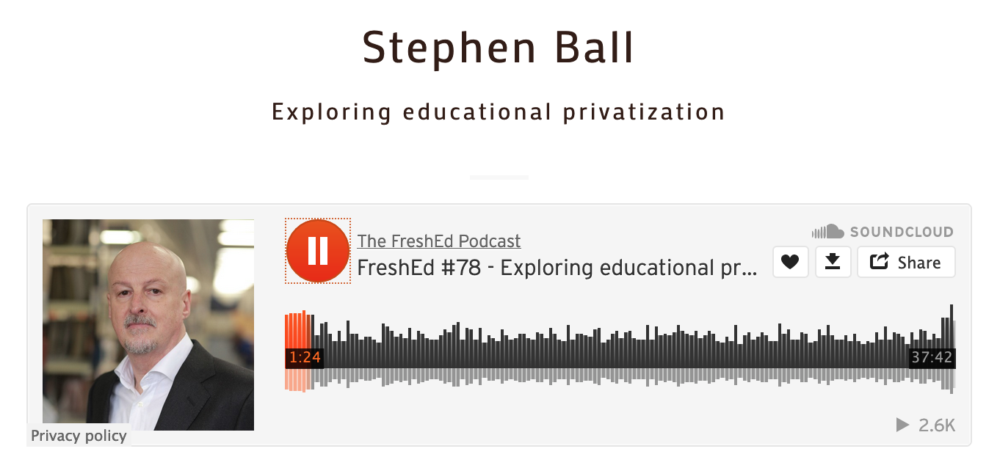 Stephen Ball
Exploring educational privatization
The FreshEd Podcast
FreshEd #78 - Exploring educational pr...
SOUNDCLOUD
Share
1:24
37:42
2.6K
Privacy policy